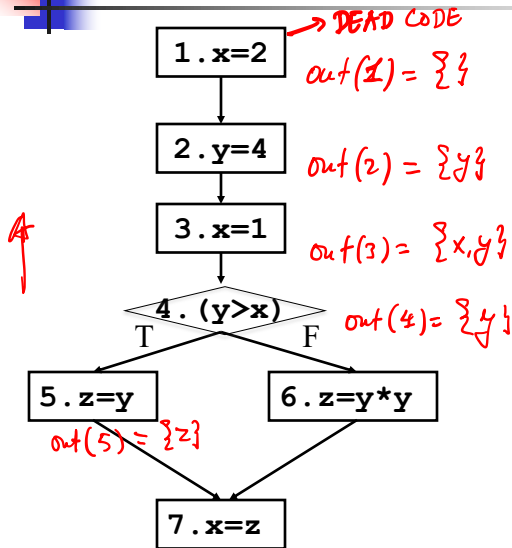 DEAD CODE
1.x=2
out(1) = {}
2.y=4
out(2) = {y}
3.x=1
out(3) = {x,y}
4.(y>x)
out(4) = {y}
T F
5.z=y 6.z=y*y
out(5) = {z}
7.x=z